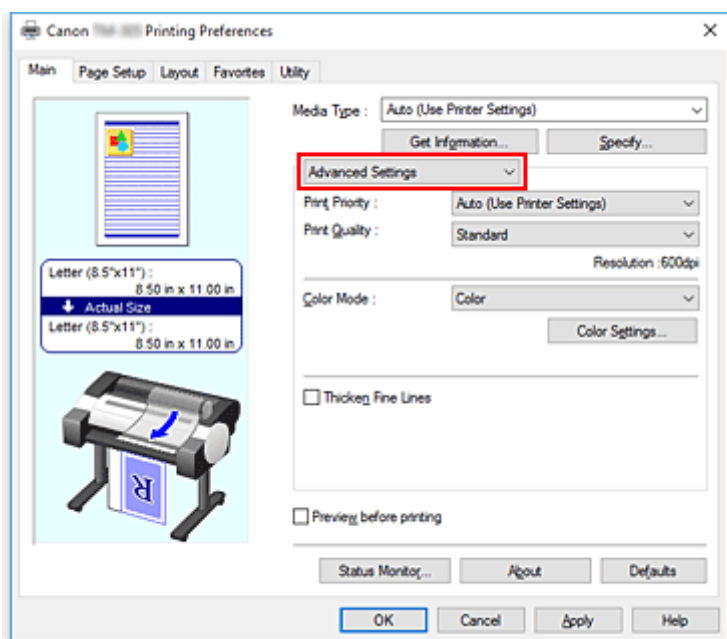 Canon Printing Preferences
Main Page Setup Layout Favorites Utility
Media Type : Auto (Use Printer Settings)
Get Information... Specify...
Advanced Settings
Print Priority : Auto (Use Printer Settings)
Print Quality : Standard
Resolution :600dpi
Letter (8.5"x11") :
8.50 in x 11.00 in
Actual Size
Letter (8.5"x11") :
8.50 in x 11.00 in
Color Mode : Color
Color Settings...
Thicken Fine Lines
R
Preview before printing
Status Monitor... About Defaults
OK Cancel Apply Help